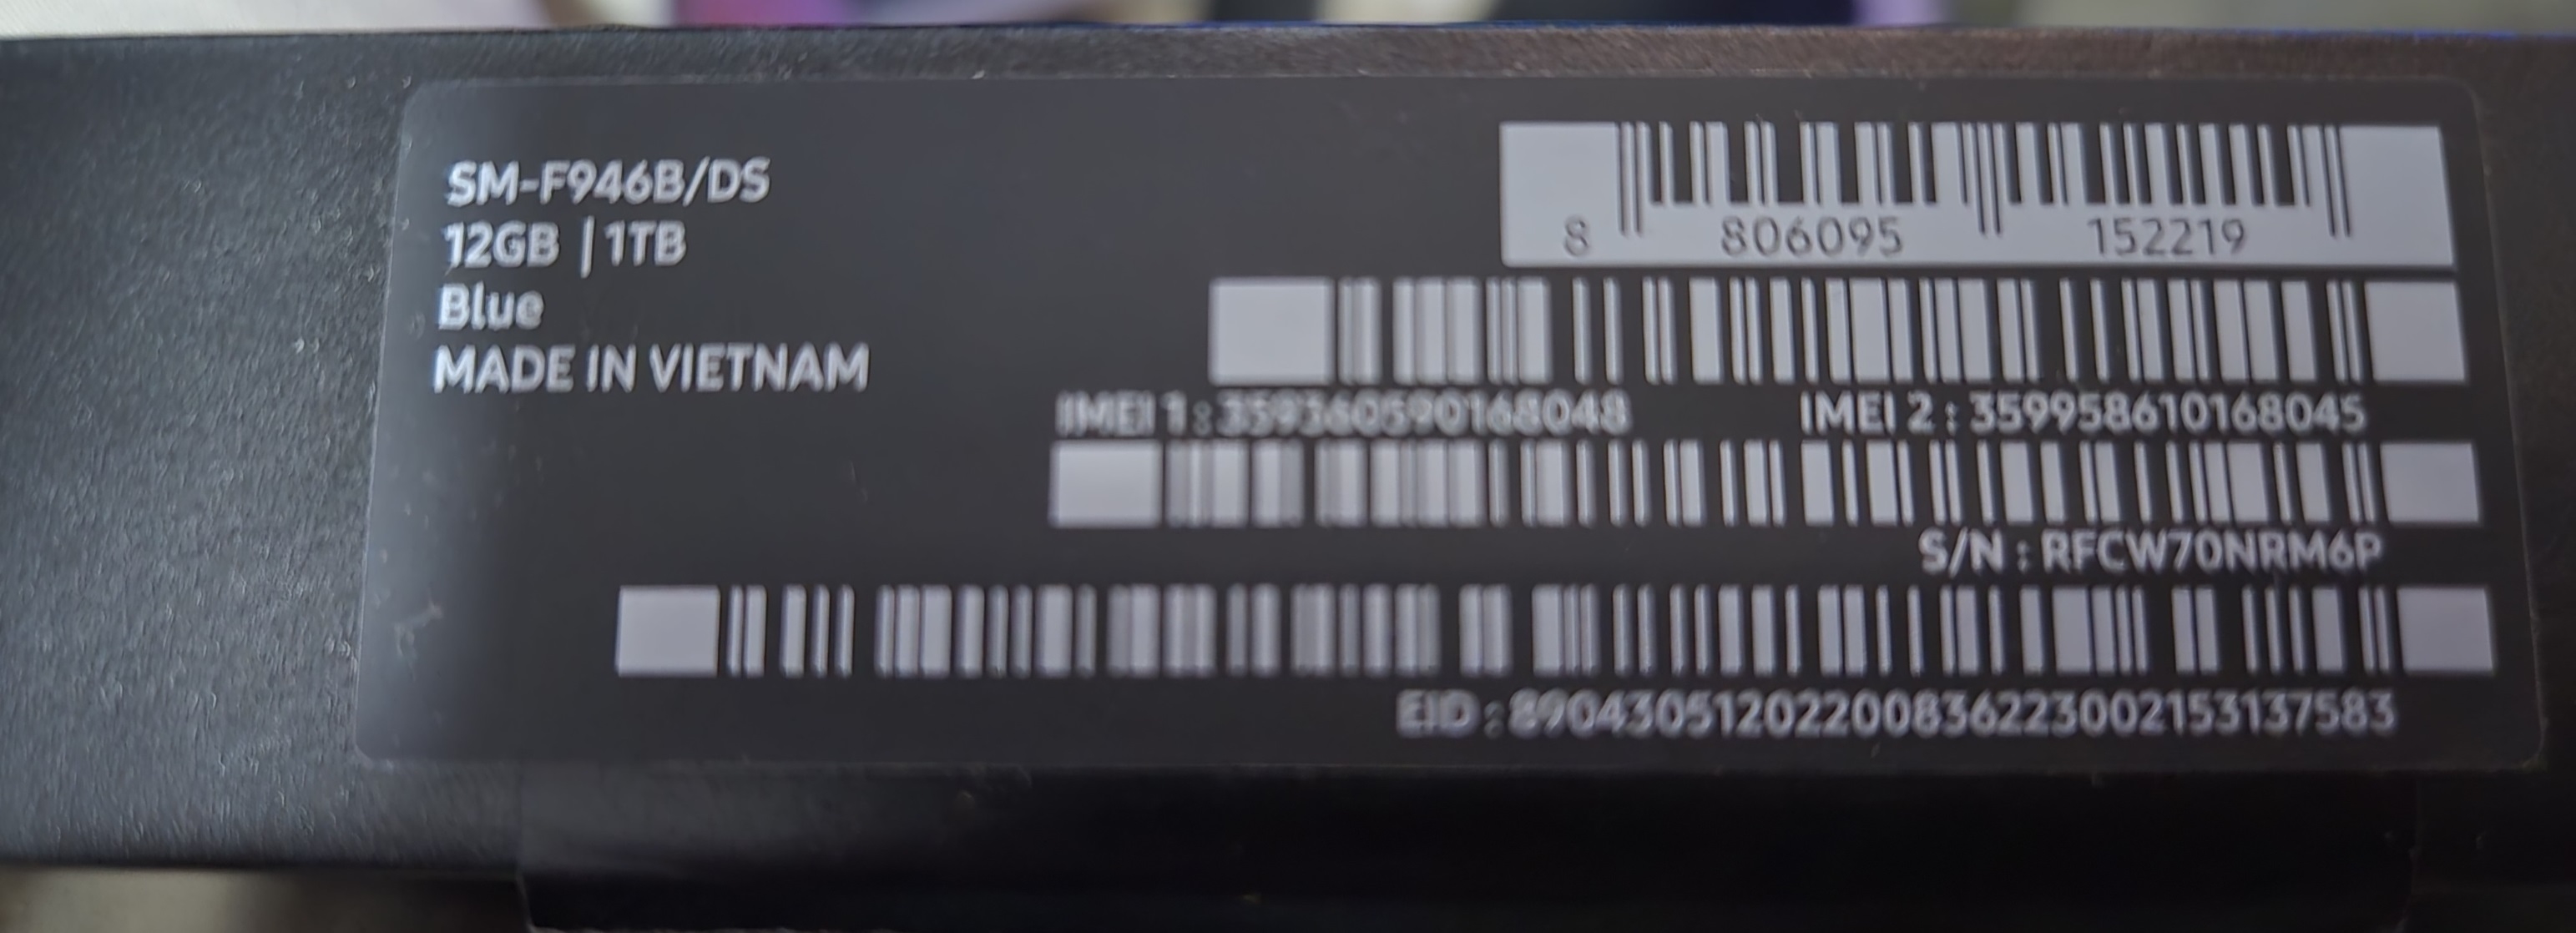 SM-F946B/DS
12GB | 1TB
Blue
MADE IN VIETNAM
8 806095 152219
IMEI 1 : 359360590168048 IMEI 2 : 359958610168045
S/N : RFCW70NRM6P
EID : 89043051202200836223002153137583